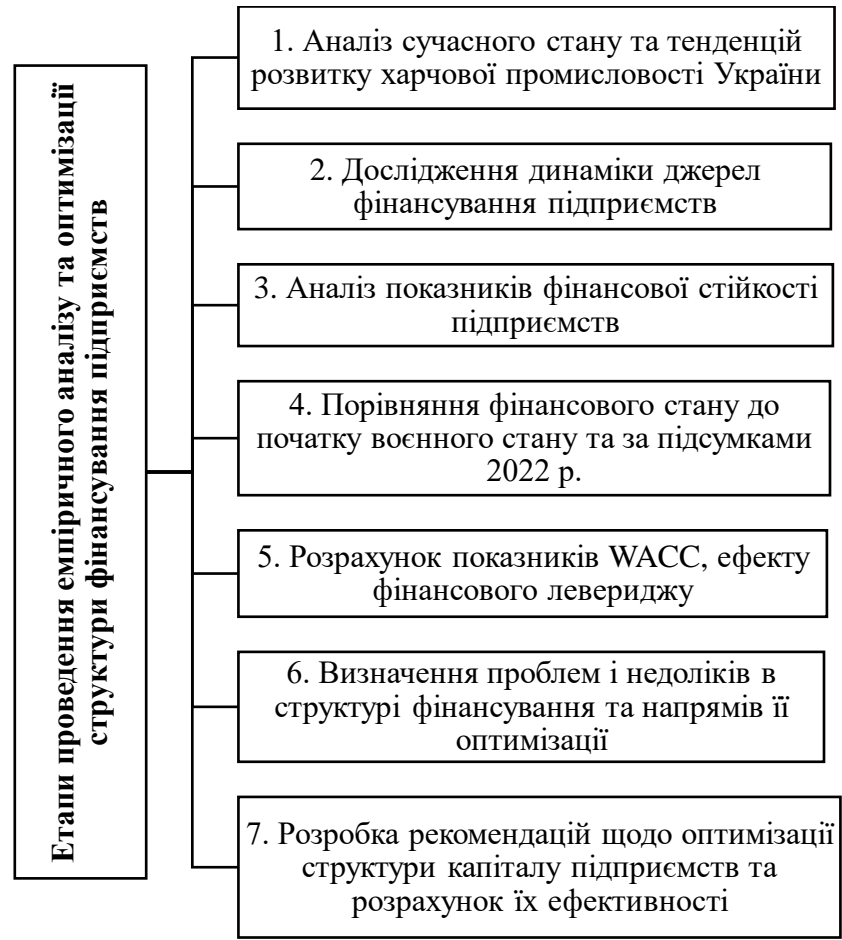 Етапи проведення емпіричного аналізу та оптимізації
структури фінансування підприємств
1. Аналіз сучасного стану та тенденцій
розвитку харчової промисловості України
2. Дослідження динаміки джерел
фінансування підприємств
3. Аналіз показників фінансової стійкості
підприємств
4. Порівняння фінансового стану до
початку воєнного стану та за підсумками
2022 р.
5. Розрахунок показників WACC, ефекту
фінансового левериджу
6. Визначення проблем і недоліків в
структурі фінансування та напрямів її
оптимізації
7. Розробка рекомендацій щодо оптимізації
структури капіталу підприємств та
розрахунок їх ефективності